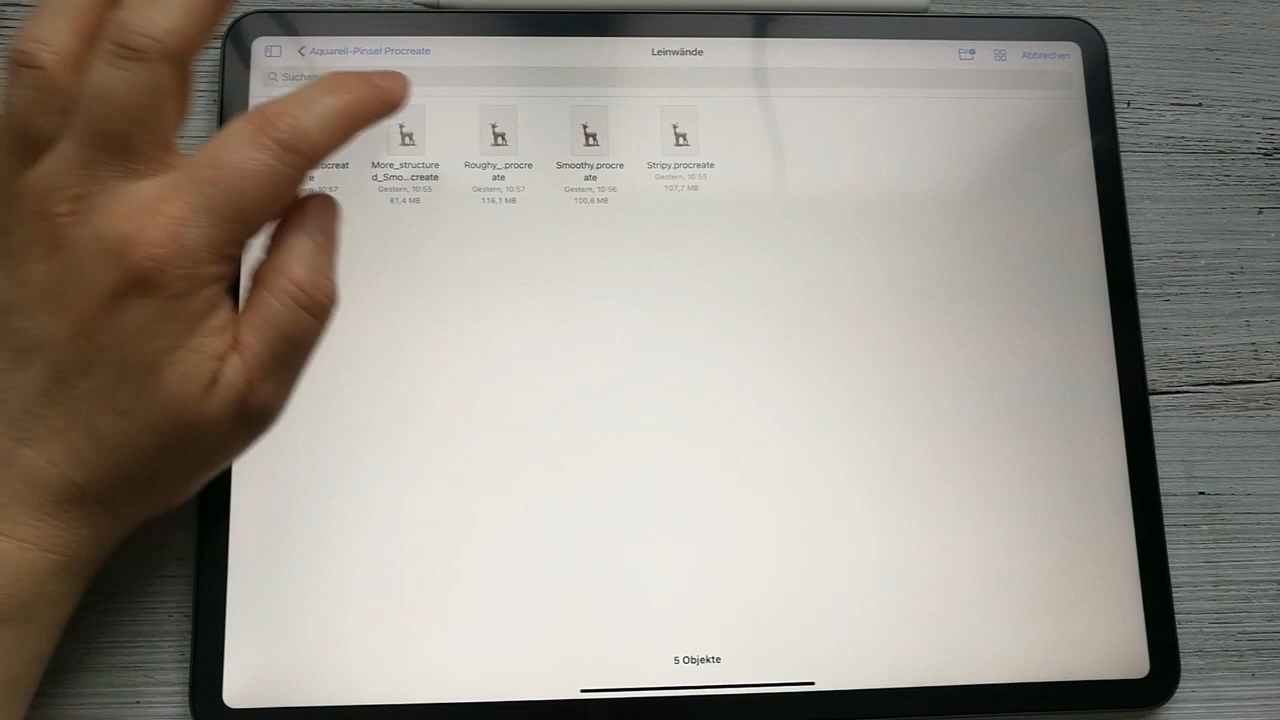 Aquarell-Pinsel Procreate
Leinwände
Abbrechen
Suchen
More_structure
d_Smo...create
Gestern, 10:55
81,4 MB
Roughy_.procre
ate
Gestern, 10:57
116,1 MB
Smoothy.procre
ate
Gestern, 10:56
100,6 MB
Stripy.procreate
Gestern, 10:55
107,7 MB
5 Objekte